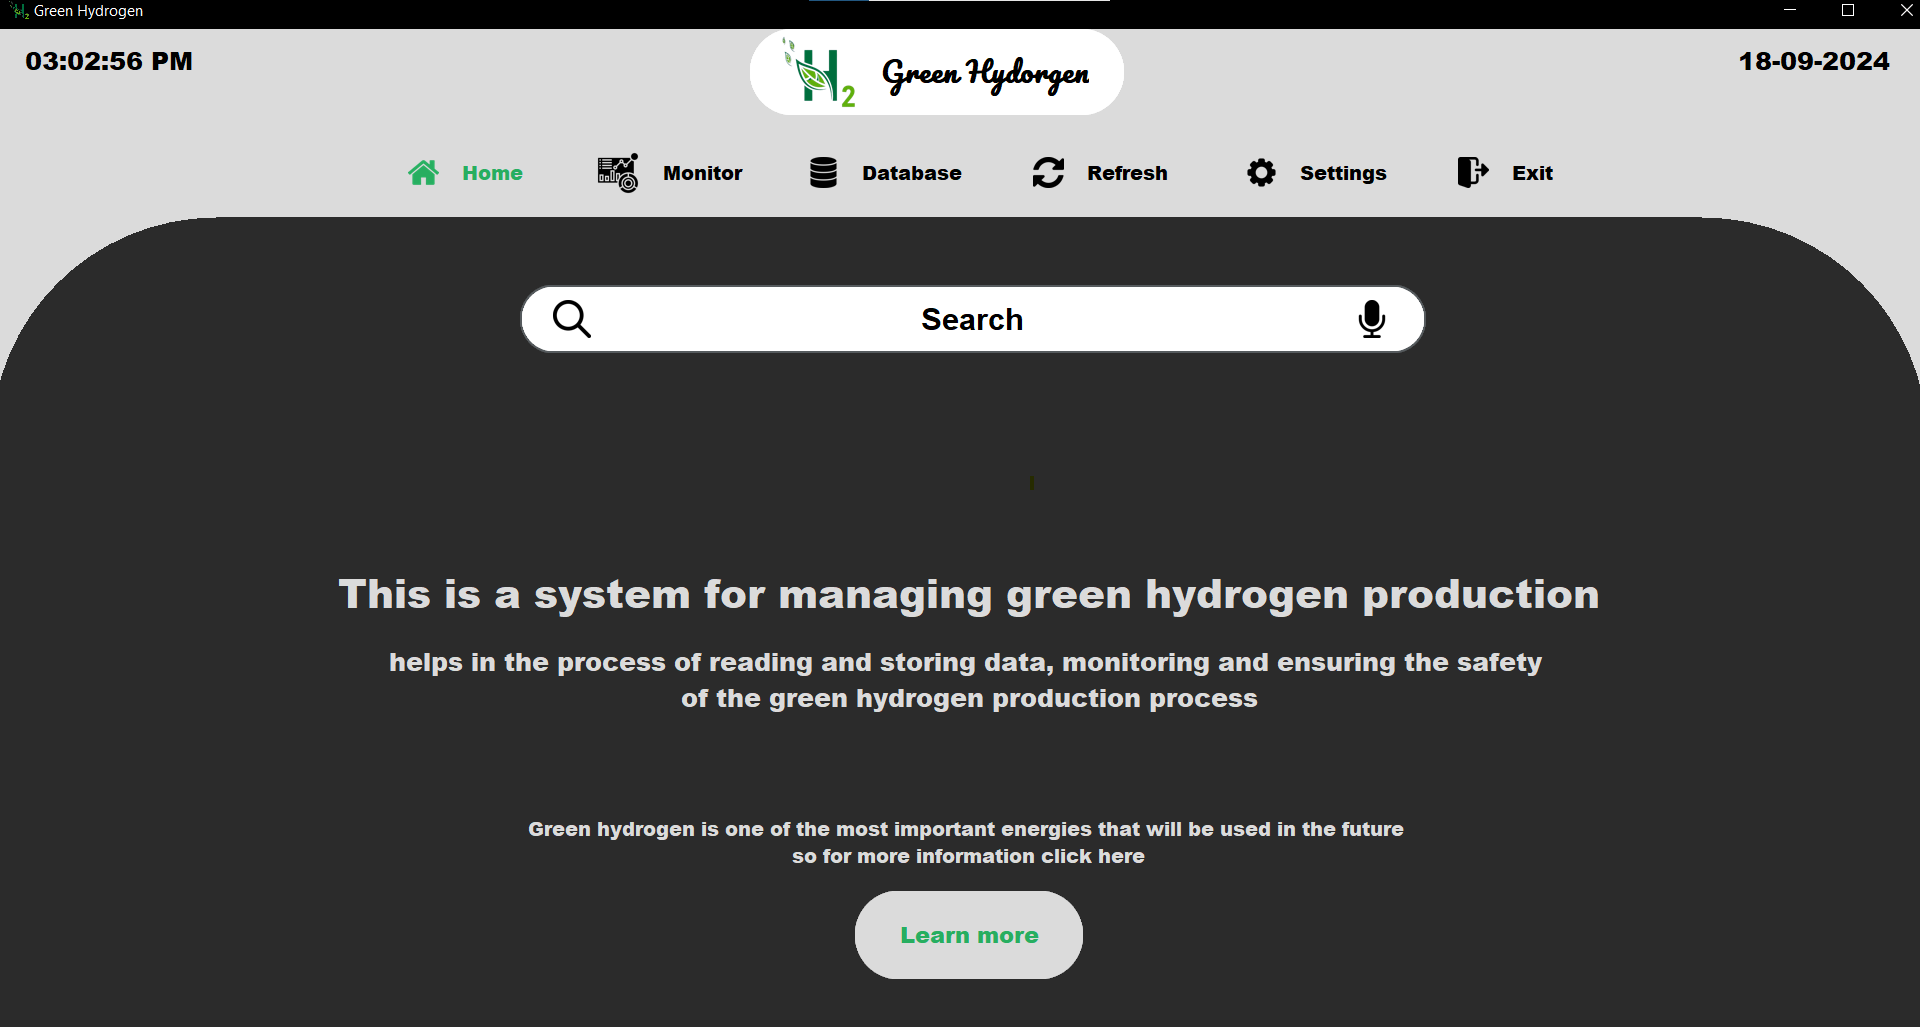 Green Hydrogen
03:02:56 PM
H2
Green Hydorgen
18-09-2024
Home
Monitor
Database
Refresh
Settings
Exit
Search
This is a system for managing green hydrogen production
helps in the process of reading and storing data, monitoring and ensuring the safety
of the green hydrogen production process
Green hydrogen is one of the most important energies that will be used in the future
so for more information click here
Learn more